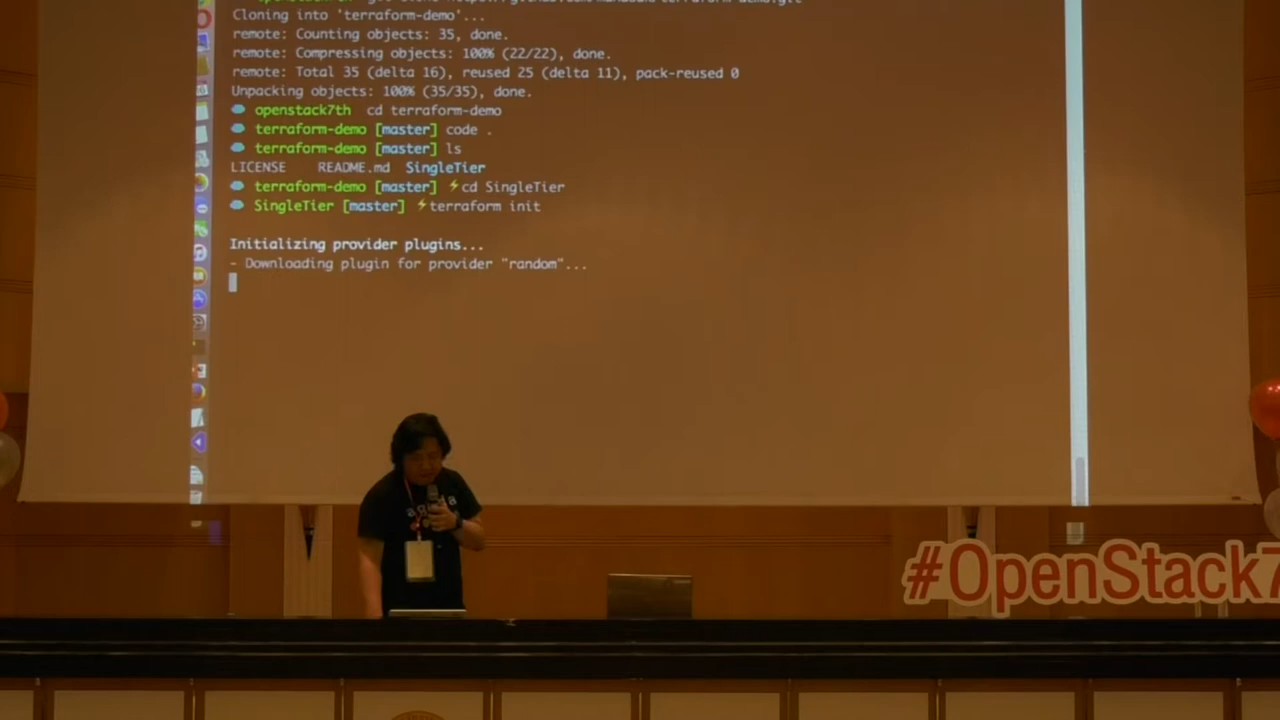 Cloning into 'terraform-demo'...
remote: Counting objects: 35, done.
remote: Compressing objects: 100% (22/22), done.
remote: Total 35 (delta 16), reused 25 (delta 11), pack-reused 0
Unpacking objects: 100% (35/35), done.
openstack7th cd terraform-demo
terraform-demo [master] code .
terraform-demo [master] ls
LICENSE README.md SingleTier
terraform-demo [master] ⚡cd SingleTier
SingleTier [master] ⚡terraform init
Initializing provider plugins...
- Downloading plugin for provider "random"...
#OpenStack7